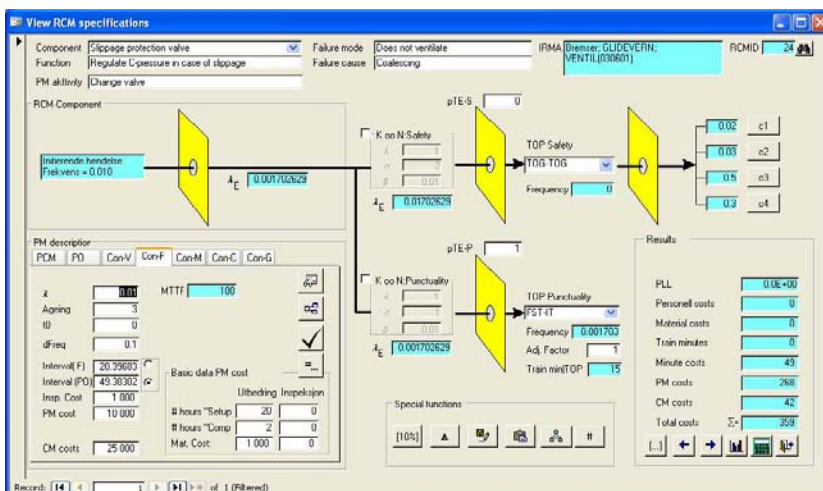 View RCM specifications
Component Slippage protection valve Failure mode Does not ventilate IRMA Bremser; GLIDEVERN; VENTIL(030601) RCMID 24
Function Regulate C-pressure in case of slippage Failure cause Coalescing
PM aktivity Change valve
RCM-Component
pTE-S 0
K oo N:Safety
λ 1
n 2
β 0.01
λE 0.01702629
TOP Safety
TOG-TOG
Frequency 0
0.02 c1
0.03 c2
0.5 c3
0.3 c4
Initierende hendelse
Frekvens = 0.010
λE 0.001702629
PM description
PCM PO Con-V Con-F Con-M Con-C Con-G
λ 0.01 MTTF 100
Ageing 3
t0 0
dFreq 0.1
Interval(F) 20.39683
Interval (PO) 49.38302
Insp. Cost 1 000
PM cost 10 000
CM costs 25 000
=...
Basic data PM cost
Utbedring Inspeksjon
# hours "Setup 20 0
# hours "Comp 2 0
Mat. Cost 1 000 0
pTE-P 1
K oo N:Punctuality
λ 1
n 1
β 0.01
λE 0.001702629
TOP Punctuality
FST-IT
Frequency 0.001703
Adj. Factor 1
Train min|TOP 15
Special functions
[10%] Δ #
Results
PLL 0.0E+00
Personell costs 0
Material costs 0
Train minutes 0
Minute costs 49
PM costs 268
CM costs 42
Total costs Σ= 359
[...]
Record: 1 of 1 (Filtered)